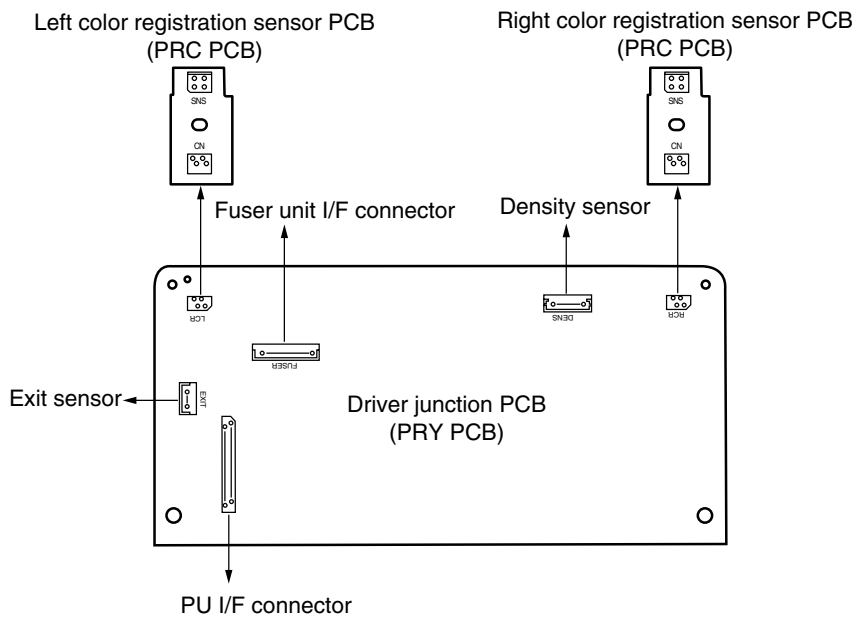 Left color registration sensor PCB
(PRC PCB)
Right color registration sensor PCB
(PRC PCB)
SNS
CN
SNS
CN
Fuser unit I/F connector
Density sensor
LCR
DENS
RCR
FUSER
Exit sensor
EXIT
Driver junction PCB
(PRY PCB)
PU I/F connector